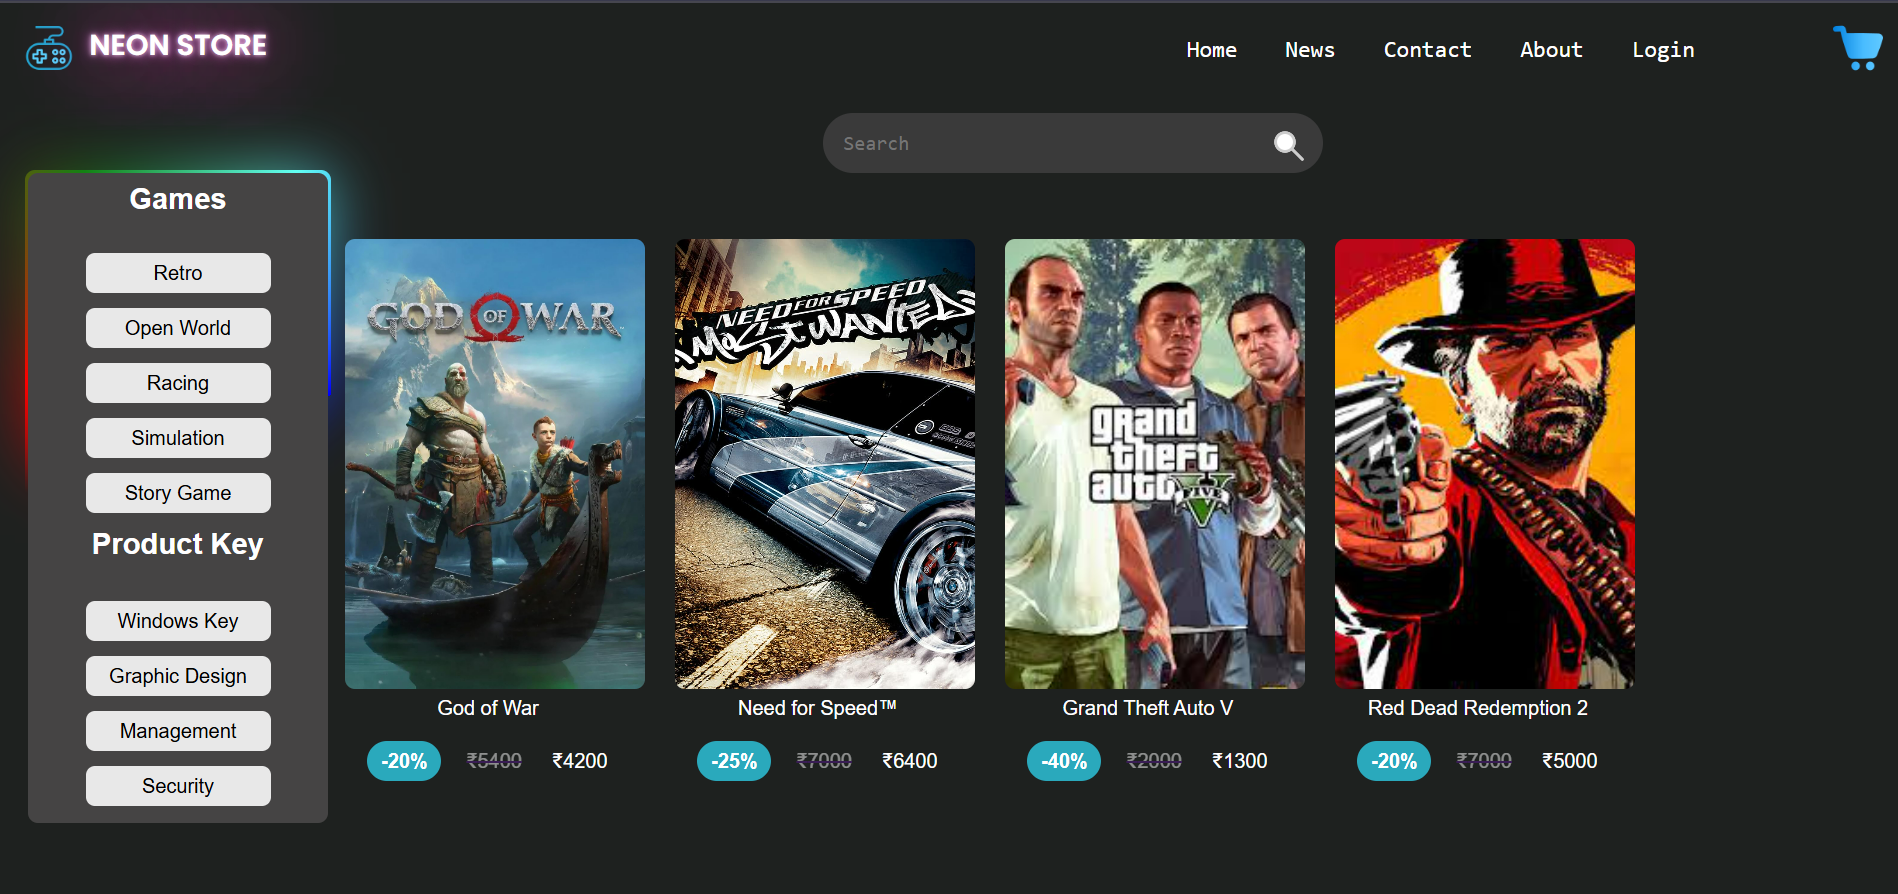 NEON STORE
Home News Contact About Login
Search
Games
Retro
Open World
Racing
Simulation
Story Game
Product Key
Windows Key
Graphic Design
Management
Security
GOD OF WAR
NEED FOR SPEED
MOST WANTED
grand
theft
auto
FIVE
God of War
-20% ₹5400 ₹4200
Need for Speed™
-25% ₹7000 ₹6400
Grand Theft Auto V
-40% ₹2000 ₹1300
Red Dead Redemption 2
-20% ₹7000 ₹5000